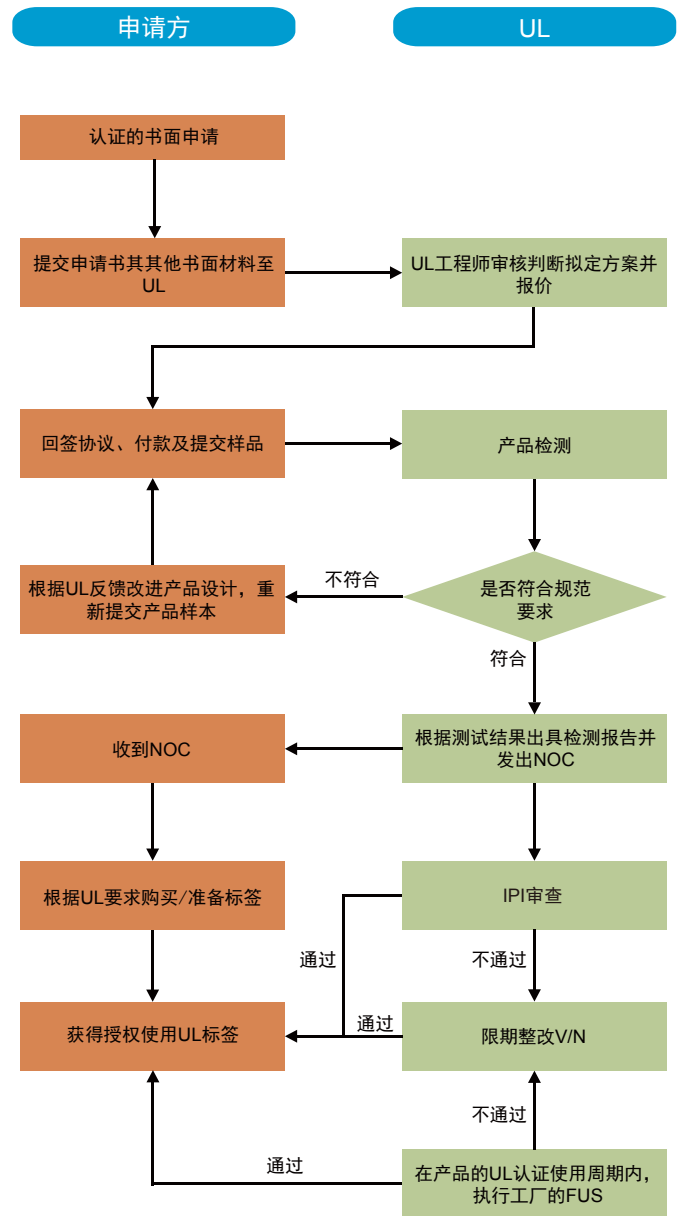 申请方
UL
认证的书面申请
提交申请书其其他书面材料至
UL
UL工程师审核判断拟定方案并
报价
回签协议、付款及提交样品
产品检测
根据UL反馈改进产品设计，重
新提交产品样本
不符合
是否符合规范
要求
符合
收到NOC
根据测试结果出具检测报告并
发出NOC
根据UL要求购买/准备标签
IPI审查
通过
不通过
获得授权使用UL标签
通过
限期整改V/N
不通过
通过
在产品的UL认证使用周期内，
执行工厂的FUS